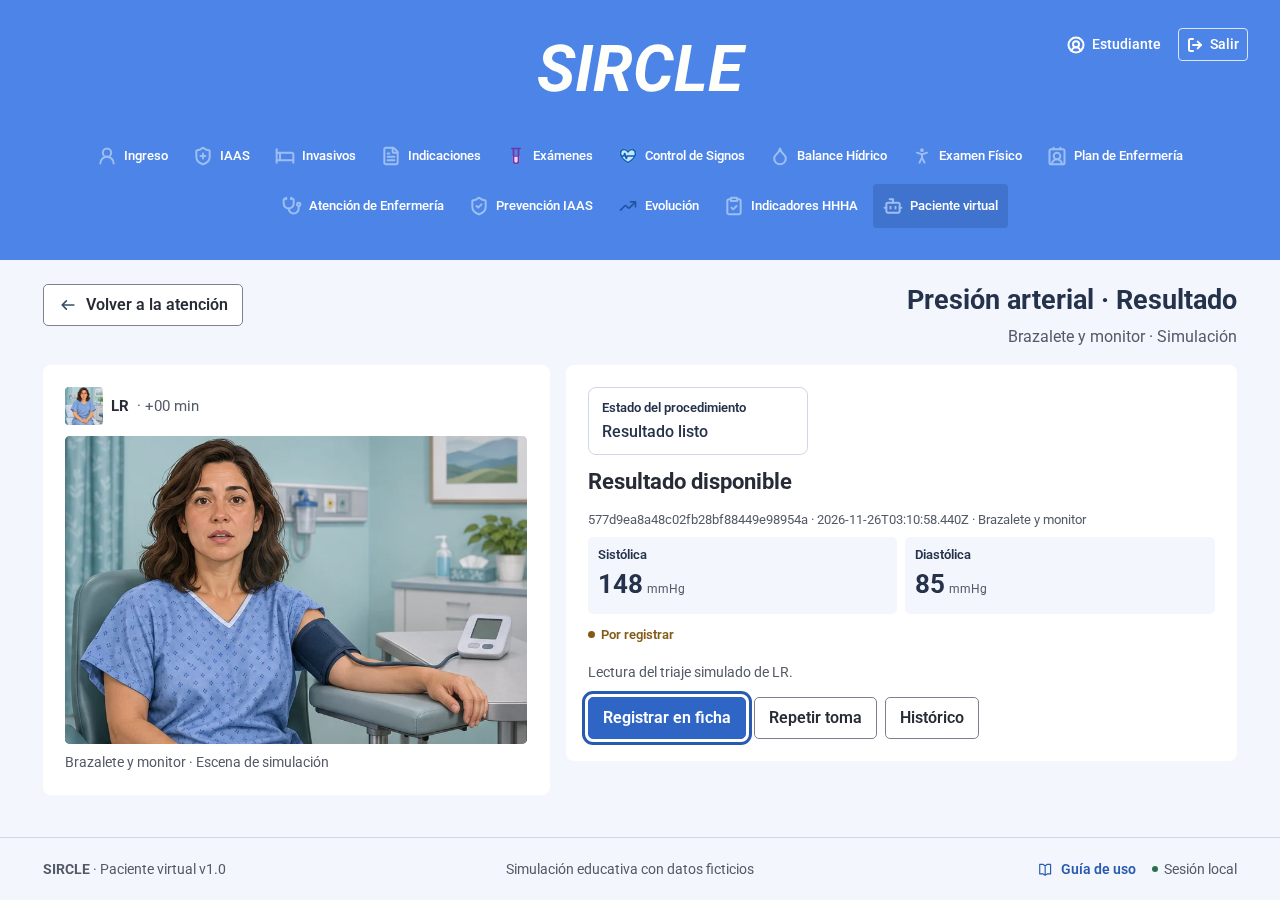 SIRCLE
Estudiante
Salir
Ingreso
IAAS
Invasivos
Indicaciones
Exámenes
Control de Signos
Balance Hídrico
Examen Físico
Plan de Enfermería
Atención de Enfermería
Prevención IAAS
Evolución
Indicadores HHHA
Paciente virtual
Volver a la atención
Presión arterial · Resultado
Brazalete y monitor · Simulación
LR · +00 min
Brazalete y monitor · Escena de simulación
Estado del procedimiento
Resultado listo
Resultado disponible
577d9ea8a48c02fb28bf88449e98954a · 2026-11-26T03:10:58.440Z · Brazalete y monitor
Sistólica
148 mmHg
Diastólica
85 mmHg
Por registrar
Lectura del triaje simulado de LR.
Registrar en ficha
Repetir toma
Histórico
SIRCLE · Paciente virtual v1.0
Simulación educativa con datos ficticios
Guía de uso
Sesión local